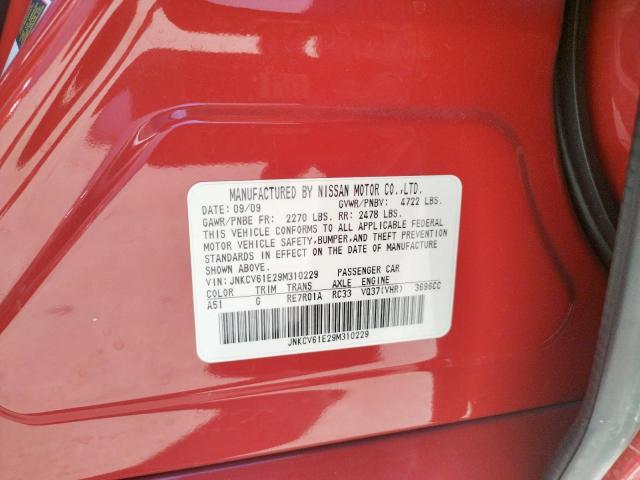 MANUFACTURED BY NISSAN MOTOR CO.,LTD.
DATE: 09/09 GVWR/PNBV: 4722 LBS.
GAWR/PNBE FR: 2270 LBS. RR: 2478 LBS.
THIS VEHICLE CONFORMS TO ALL APPLICABLE FEDERAL
MOTOR VEHICLE SAFETY,BUMPER,AND THEFT PREVENTION
STANDARDS IN EFFECT ON THE DATE OF MANUFACTURE
SHOWN ABOVE.
VIN: JNKCV61E29M310229 PASSENGER CAR
COLOR TRIM TRANS AXLE ENGINE
A51 G RE7R01A RC33 VQ37(VHR) 3696CC
JNKCV61E29M310229